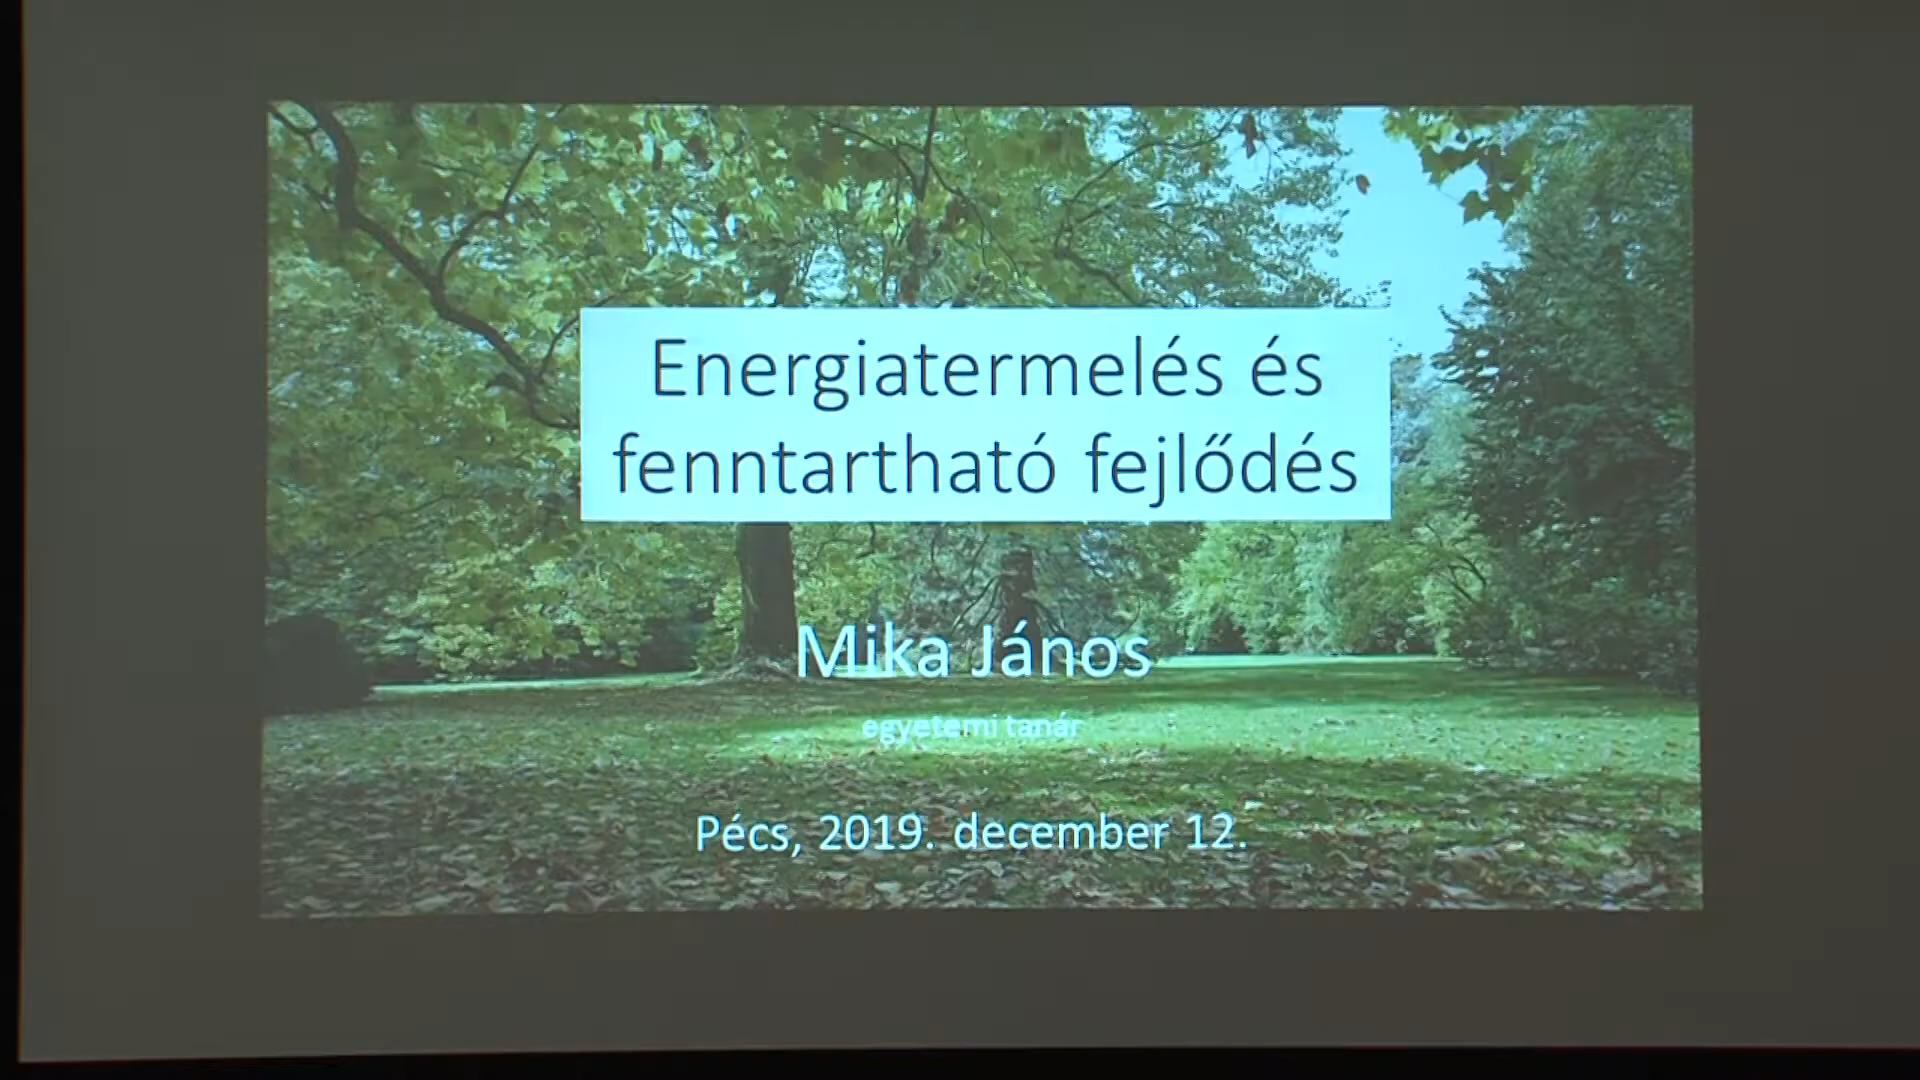 Energiatermelés és
fenntartható fejlődés
Mika János
egyetemi tanár
Pécs, 2019. december 12.